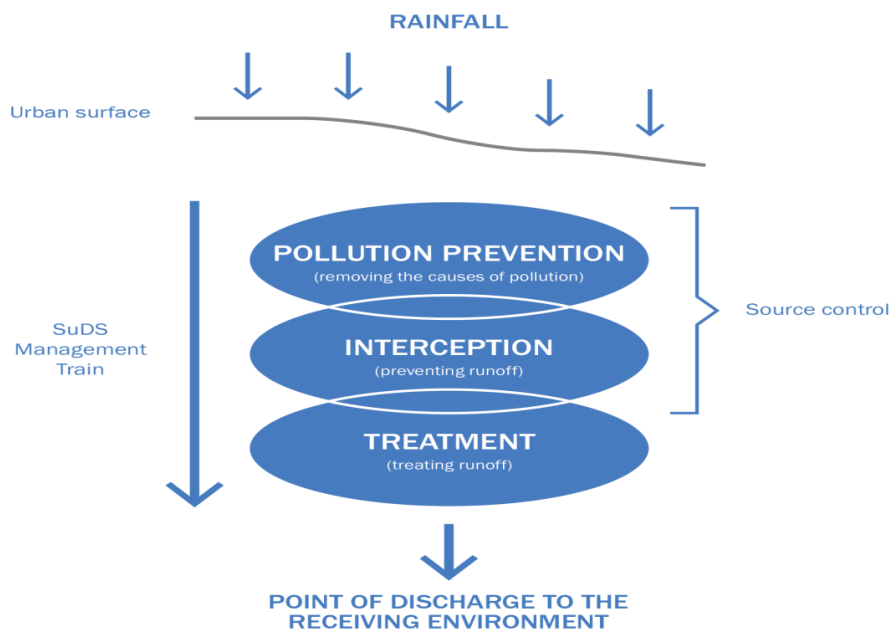 RAINFALL
Urban surface
POLLUTION PREVENTION
(removing the causes of pollution)
Source control
SuDS
Management
Train
INTERCEPTION
(preventing runoff)
TREATMENT
(treating runoff)
POINT OF DISCHARGE TO THE
RECEIVING ENVIRONMENT